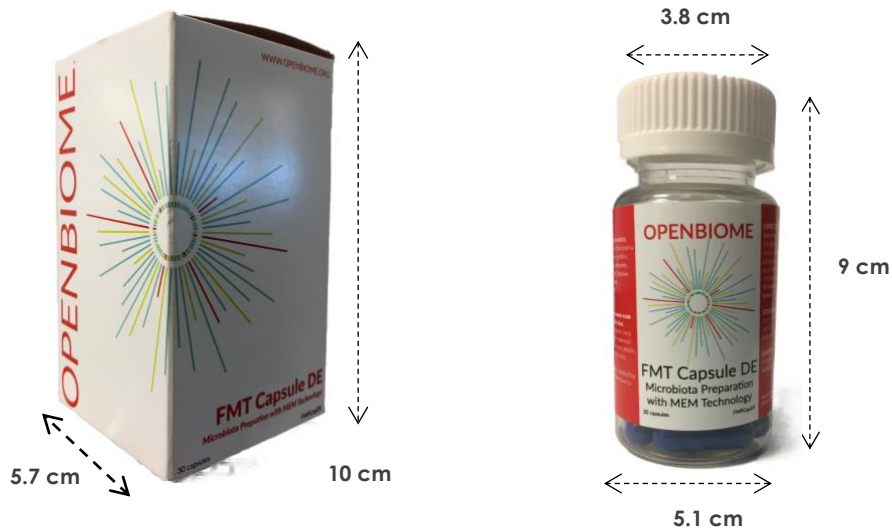 3.8 cm
WWW.OPENBIOME.ORG
OPENBIOME
OPENBIOME
9 cm
FMT Capsule DE
Microbiota Preparation
with MEM Technology
30 capsules
FMT Capsule DE
Microbiota Prepution with MEM Technology
30 capsules
5.7 cm
10 cm
5.1 cm